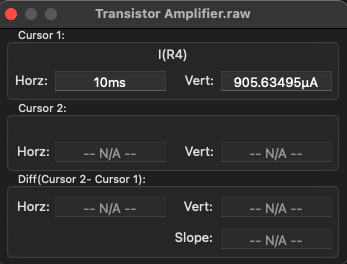 Transistor Amplifier.raw
Cursor 1:
I(R4)
Horz: 10ms Vert: 905.63495µA
Cursor 2:
Horz: -- N/A -- Vert: -- N/A --
Diff(Cursor 2- Cursor 1):
Horz: -- N/A -- Vert: -- N/A --
Slope: -- N/A --